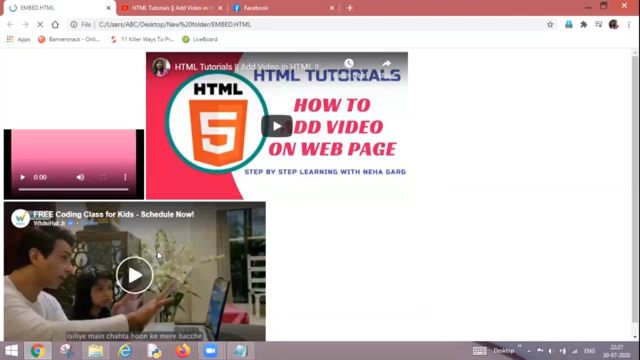 EMBED.HTML
HTML Tutorials || Add Video in H
Facebook
File | C:/Users/ABC/Desktop/New%20folder/EMBED.HTML
Apps
Bannersnack - On...
11 Killer Ways To Pr...
LiveBoard
HTML Tutorials || Add Video in HTML ||
HTML TUTORIALS
HTML
5
HOW TO
ADD VIDEO
ON WEB PAGE
STEP BY STEP LEARNING WITH NEHA GARG
0:00
FREE Coding Class for Kids - Schedule Now!
WhiteHat Jr
Isiliye main chahta hoon ke mere bacche
Desktop
ENG
22:27
30-07-2020